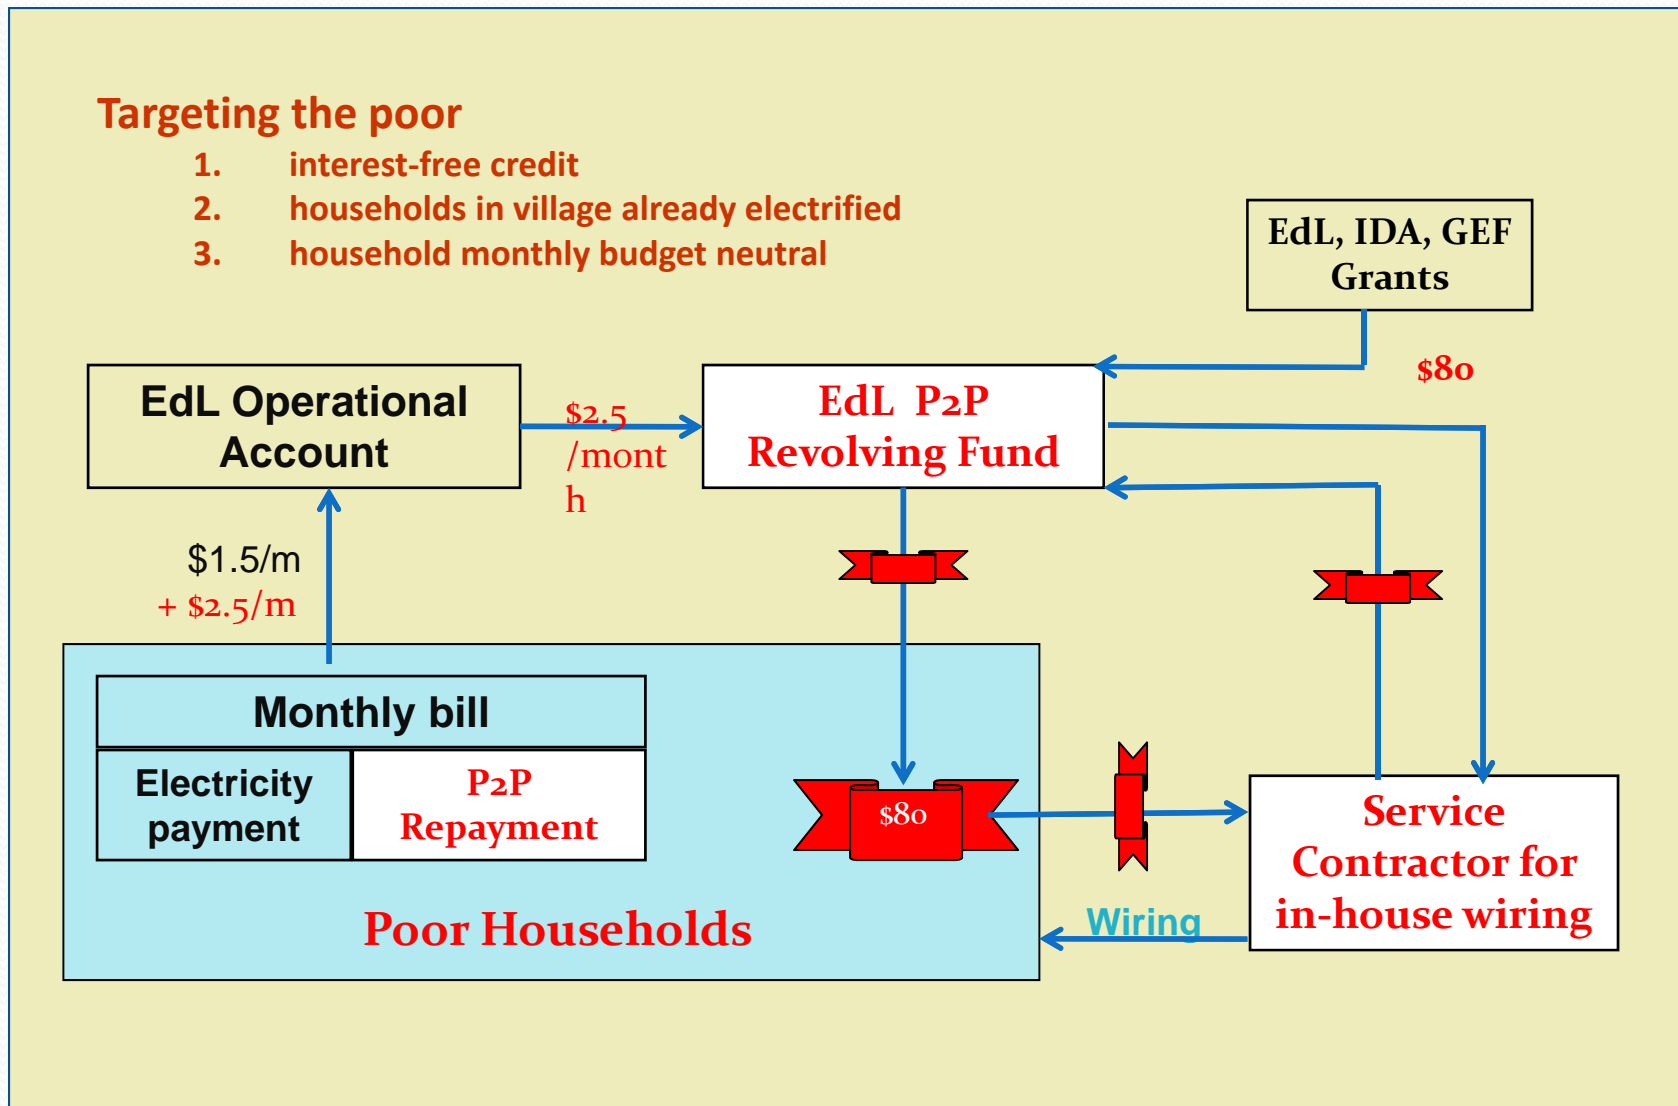 Targeting the poor
1. interest-free credit
2. households in village already electrified
3. household monthly budget neutral
EdL, IDA, GEF
Grants
$80
EdL Operational
Account
$2.5
/mont
h
EdL P2P
Revolving Fund
$1.5/m
+ $2.5/m
Monthly bill
Electricity
payment
P2P
Repayment
$80
Poor Households
Wiring
Service
Contractor for
in-house wiring